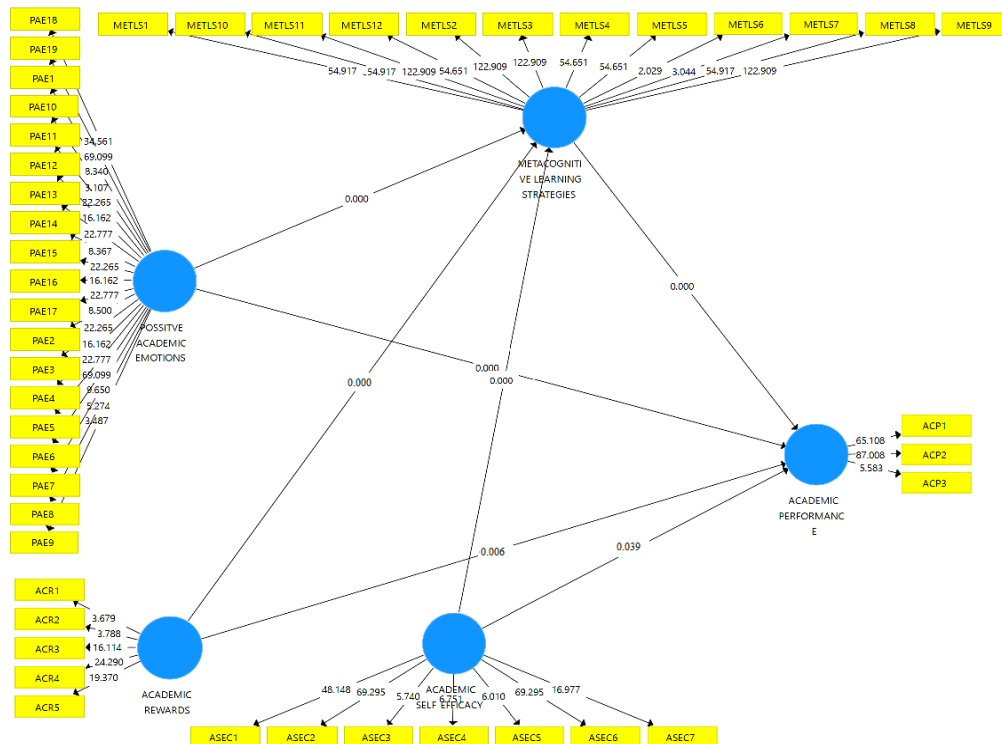 PAE18
PAE19
PAE1
PAE10
PAE11
PAE12
PAE13
PAE14
PAE15
PAE16
PAE17
PAE2
PAE3
PAE4
PAE5
PAE6
PAE7
PAE8
PAE9
34.561
69.099
3.107
22.265
16.162
22.777
8.367
22.265
16.162
22.777
8.500
22.265
16.162
22.777
69.099
9.650
5.274
3.487
POSSITVE
ACADEMIC
EMOTIONS
METLS1
METLS10
METLS11
METLS12
METLS2
METLS3
METLS4
METLS5
METLS6
METLS7
METLS8
METLS9
54.917
54.917
122.909
54.651
122.909
122.909
54.651
54.651
2.029
3.044
54.917
122.909
METACOGNITI
VE LEARNING
STRATEGIES
0.000
0.000
0.000
0.000
0.000
0.006
0.039
ACP1
ACP2
ACP3
65.108
87.008
5.583
ACADEMIC
PERFORMANC
E
ACR1
ACR2
ACR3
ACR4
ACR5
3.679
3.788
16.114
24.290
19.370
ACADEMIC
REWARDS
ACADEMIC
SELF EFFICACY
48.148
69.295
5.740
6.751
6.010
69.295
16.977
ASEC1
ASEC2
ASEC3
ASEC4
ASEC5
ASEC6
ASEC7